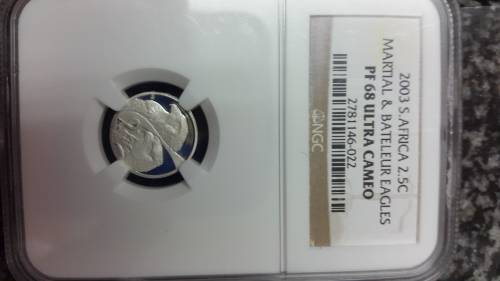 2003 S.AFRICA 2.5C
MARTIAL & BATELEUR EAGLES
PF 68 ULTRA CAMEO
2781146-022
NGC